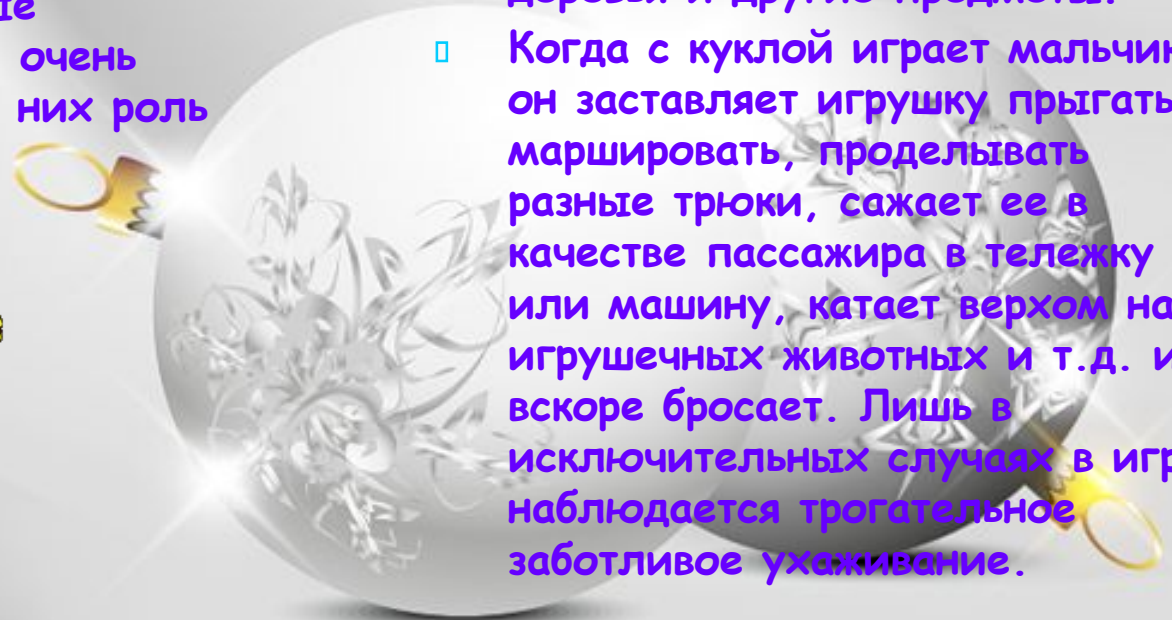 очень
них роль
Когда с куклой играет мальчик
он заставляет игрушку прыгать
маршировать, проделывать
разные трюки, сажает ее в
качестве пассажира в тележку
или машину, катает верхом на
игрушечных животных и т.д. и
вскоре бросает. Лишь в
исключительных случаях в игр
наблюдается трогательное
заботливое ухаживание.